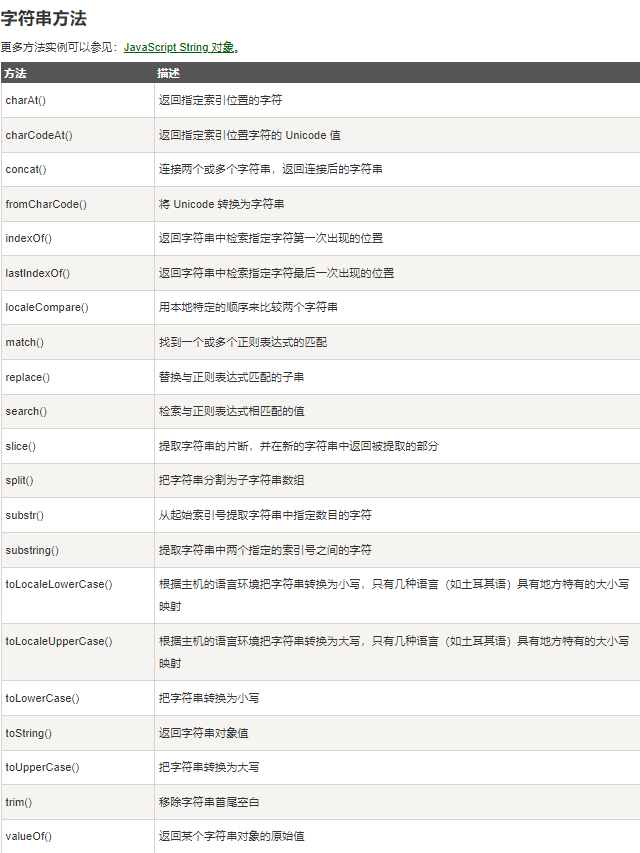 字符串方法
更多方法实例可以参见：JavaScript String 对象。
方法 描述
charAt() 返回指定索引位置的字符
charCodeAt() 返回指定索引位置字符的 Unicode 值
concat() 连接两个或多个字符串，返回连接后的字符串
fromCharCode() 将 Unicode 转换为字符串
indexOf() 返回字符串中检索指定字符第一次出现的位置
lastIndexOf() 返回字符串中检索指定字符最后一次出现的位置
localeCompare() 用本地特定的顺序来比较两个字符串
match() 找到一个或多个正则表达式的匹配
replace() 替换与正则表达式匹配的子串
search() 检索与正则表达式相匹配的值
slice() 提取字符串的片断，并在新的字符串中返回被提取的部分
split() 把字符串分割为子字符串数组
substr() 从起始索引号提取字符串中指定数目的字符
substring() 提取字符串中两个指定的索引号之间的字符
toLocaleLowerCase() 根据主机的语言环境把字符串转换为小写，只有几种语言（如土耳其语）具有地方特有的大小写
映射
toLocaleUpperCase() 根据主机的语言环境把字符串转换为大写，只有几种语言（如土耳其语）具有地方特有的大小写
映射
toLowerCase() 把字符串转换为小写
toString() 返回字符串对象值
toUpperCase() 把字符串转换为大写
trim() 移除字符串首尾空白
valueOf() 返回某个字符串对象的原始值